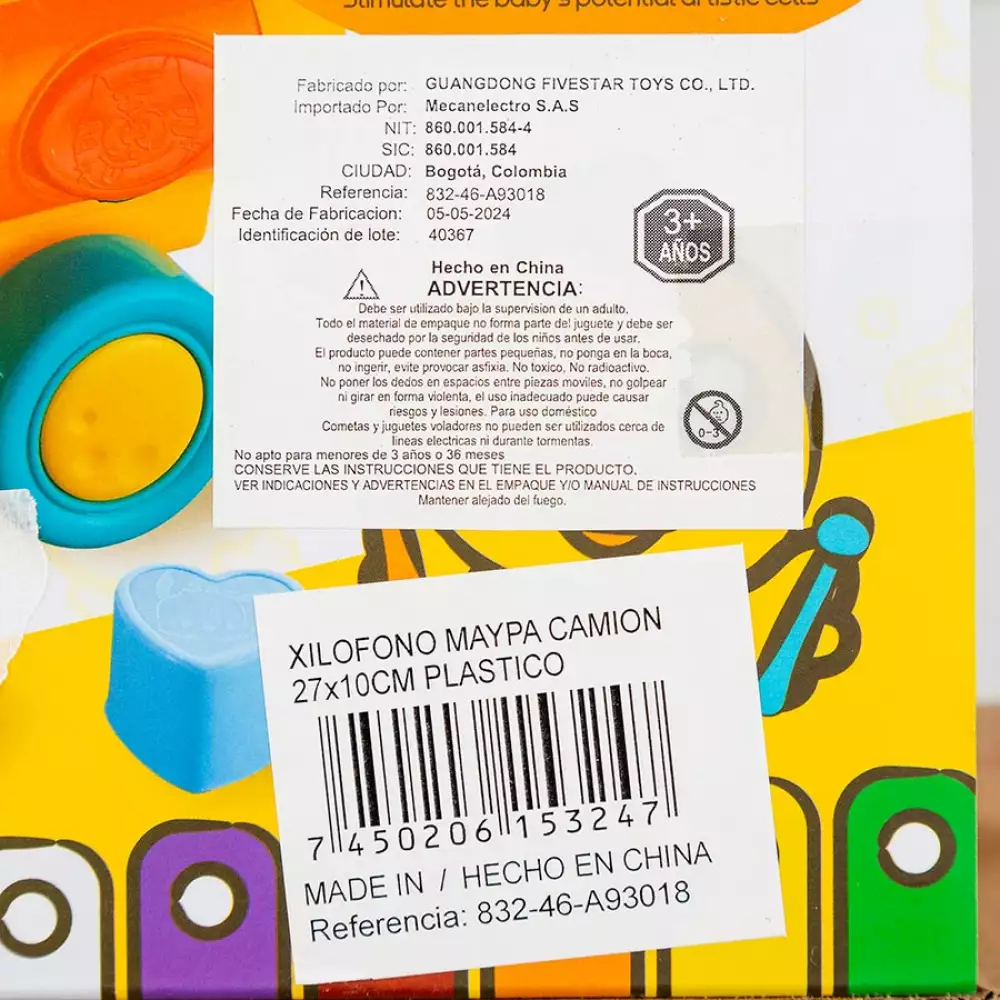 Stimulate the baby's potential artistic cells
Fabricado por: GUANGDONG FIVESTAR TOYS CO., LTD.
Importado Por: Mecanelectro S.A.S
NIT: 860.001.584-4
SIC: 860.001.584
CIUDAD: Bogotá, Colombia
Referencia: 832-46-A93018
Fecha de Fabricacion: 05-05-2024
Identificación de lote: 40367
3+
AÑOS
Hecho en China
ADVERTENCIA:
Debe ser utilizado bajo la supervision de un adulto.
Todo el material de empaque no forma parte del juguete y debe ser
desechado por la seguridad de los niños antes de usar.
El producto puede contener partes pequeñas, no ponga en la boca,
no ingerir, evite provocar asfixia. No toxico, No radioactivo.
No poner los dedos en espacios entre piezas moviles, no golpear
ni girar en forma violenta, el uso inadecuado puede causar
riesgos y lesiones. Para uso doméstico
Cometas y juguetes voladores no pueden ser utilizados cerca de
lineas electricas ni durante tormentas.
0-3
No apto para menores de 3 años o 36 meses
CONSERVE LAS INSTRUCCIONES QUE TIENE EL PRODUCTO.
VER INDICACIONES Y ADVERTENCIAS EN EL EMPAQUE Y/O MANUAL DE INSTRUCCIONES
Mantener alejado del fuego.
XILOFONO MAYPA CAMION
27x10CM PLASTICO
7 450206 153247
MADE IN / HECHO EN CHINA
Referencia: 832-46-A93018